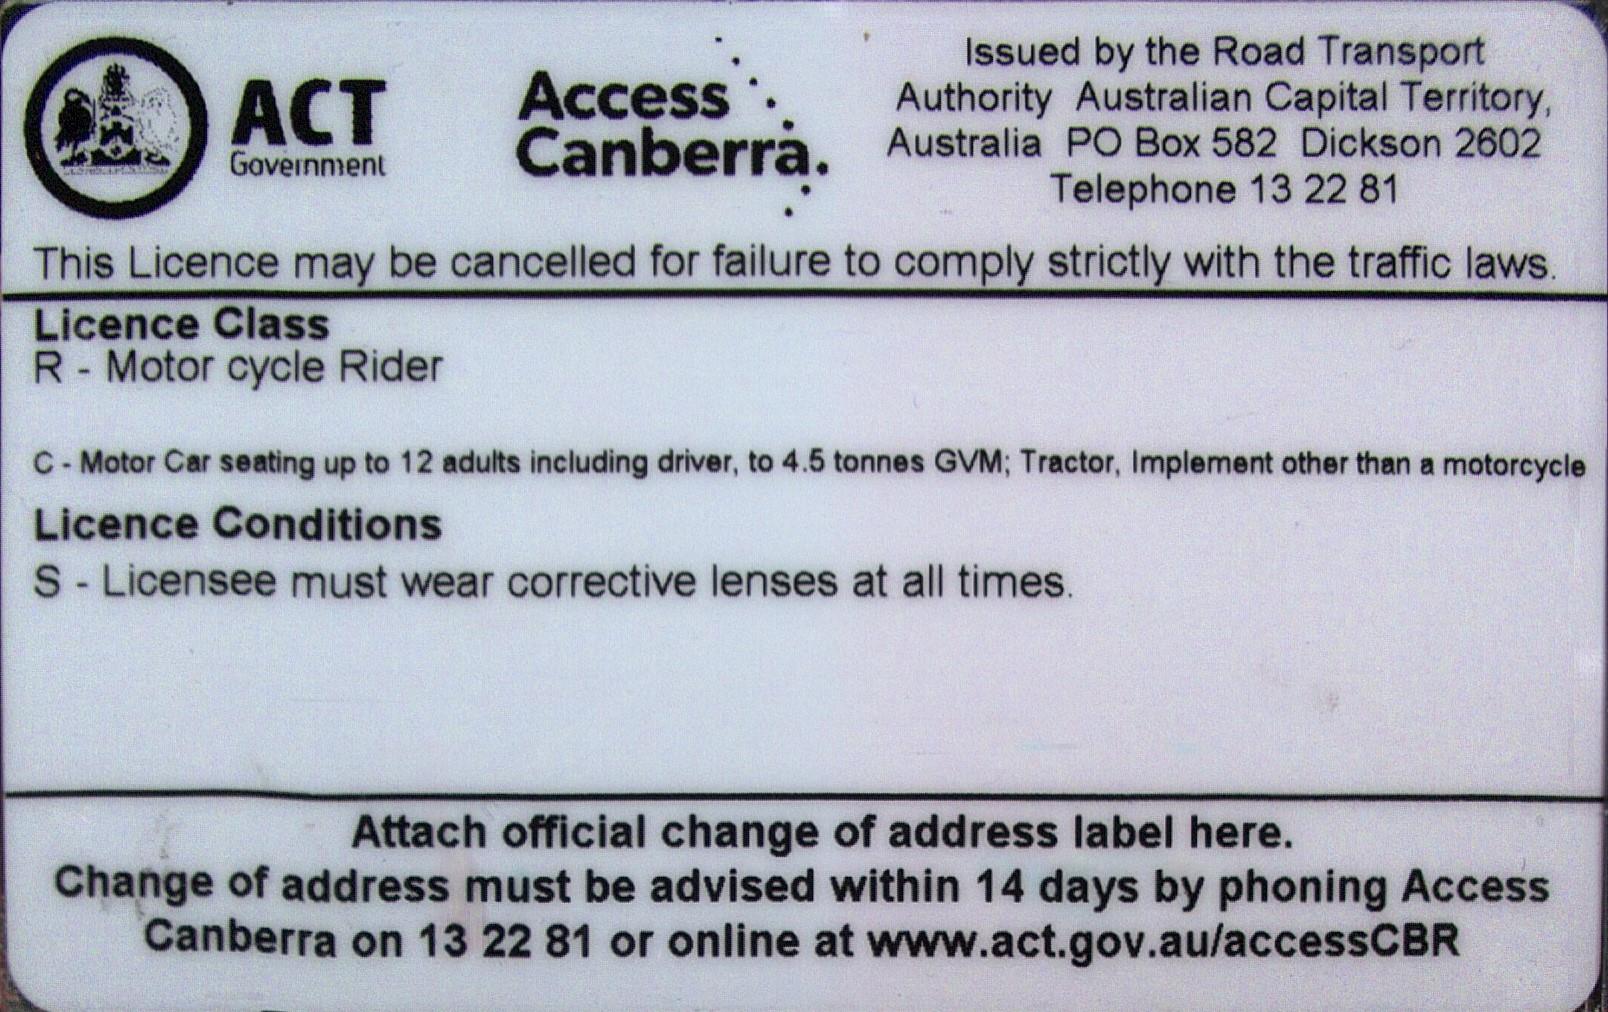 ACT
Government
Access
Canberra.
Issued by the Road Transport
Authority Australian Capital Territory,
Australia PO Box 582 Dickson 2602
Telephone 13 22 81
This Licence may be cancelled for failure to comply strictly with the traffic laws.
Licence Class
R - Motor cycle Rider
C - Motor Car seating up to 12 adults including driver, to 4.5 tonnes GVM; Tractor, Implement other than a motorcycle
Licence Conditions
S - Licensee must wear corrective lenses at all times.
Attach official change of address label here.
Change of address must be advised within 14 days by phoning Access
Canberra on 13 22 81 or online at www.act.gov.au/accessCBR